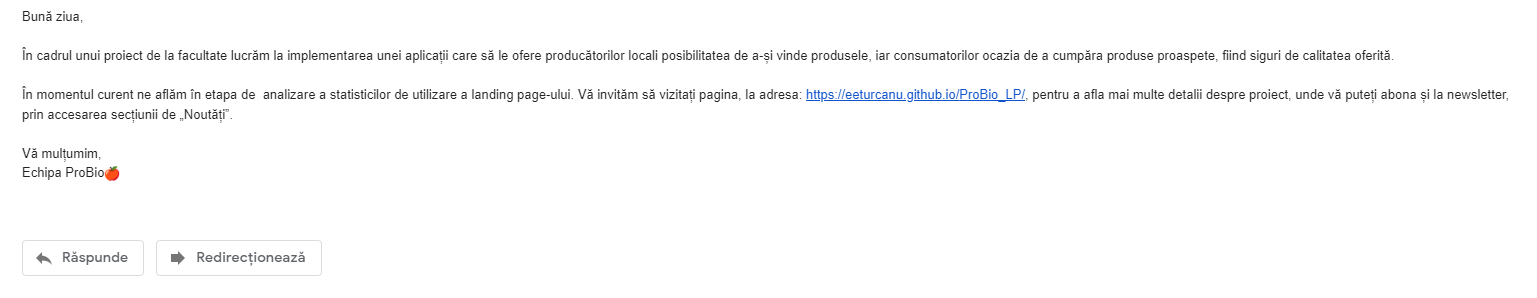 Bună ziua,
În cadrul unui proiect de la facultate lucrăm la implementarea unei aplicații care să le ofere producătorilor locali posibilitatea de a-și vinde produsele, iar consumatorilor ocazia de a cumpăra produse proaspete, fiind siguri de calitatea oferită.
În momentul curent ne aflăm în etapa de  analizare a statisticilor de utilizare a landing page-ului. Vă invităm să vizitați pagina, la adresa: https://eeturcanu.github.io/ProBio_LP/, pentru a afla mai multe detalii despre proiect, unde vă puteți abona și la newsletter,
prin accesarea secțiunii de „Noutăți”.
Vă mulțumim,
Echipa ProBio🍎
Răspunde
Redirecționează